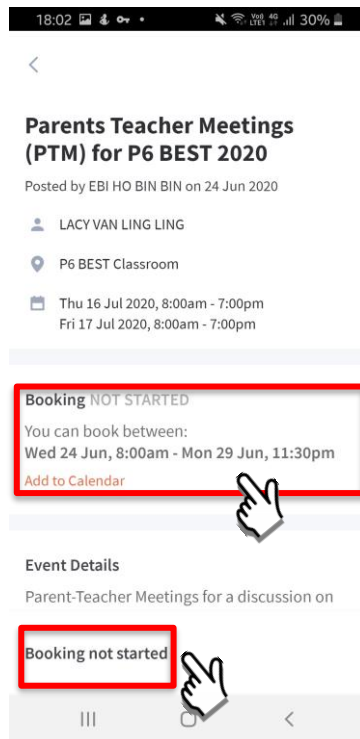 18:02 30%
Parents Teacher Meetings
(PTM) for P6 BEST 2020
Posted by EBI HO BIN BIN on 24 Jun 2020
LACY VAN LING LING
P6 BEST Classroom
Thu 16 Jul 2020, 8:00am - 7:00pm
Fri 17 Jul 2020, 8:00am - 7:00pm
Booking NOT STARTED
You can book between:
Wed 24 Jun, 8:00am - Mon 29 Jun, 11:30pm
Add to Calendar
Event Details
Parent-Teacher Meetings for a discussion on
Booking not started